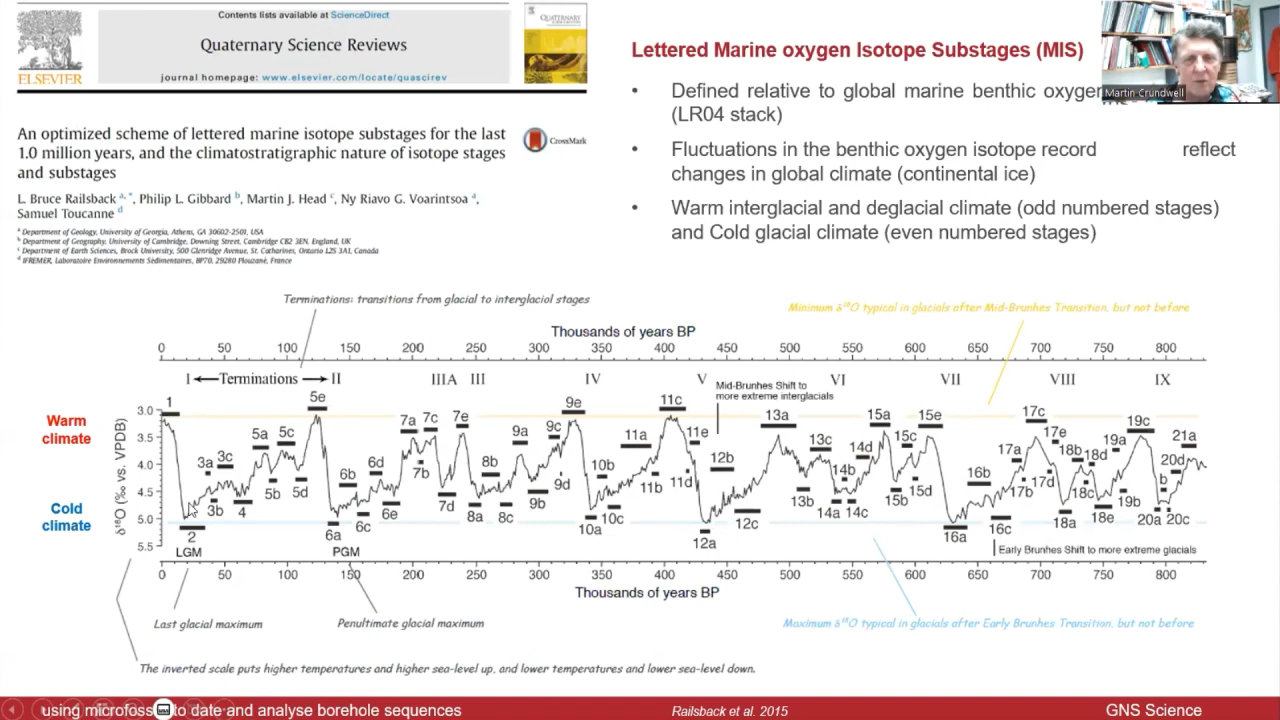 Contents lists available at ScienceDirect
Quaternary Science Reviews
journal homepage: www.elsevier.com/locate/quascirev
ELSEVIER
QUATERNARY
An optimized scheme of lettered marine isotope substages for the last
1.0 million years, and the climatostratigraphic nature of isotope stages
and substages
CrossMark
L. Bruce Railsback a, *, Philip L. Gibbard b, Martin J. Head c, Ny Riavo G. Voarintsoa a,
Samuel Toucanne d
a Department of Geology, University of Georgia, Athens, GA 30602-2501, USA
b Department of Geography, University of Cambridge, Downing Street, Cambridge CB2 3EN, England, UK
c Department of Earth Sciences, Brock University, 500 Glenridge Avenue, St. Catharines, Ontario L2S 3A1, Canada
d IFREMER, Laboratoire Environnements Sédimentaires, BP70, 29280 Plouzané, France
Lettered Marine oxygen Isotope Substages (MIS)
• Defined relative to global marine benthic oxygen
(LR04 stack)
• Fluctuations in the benthic oxygen isotope record reflect
changes in global climate (continental ice)
• Warm interglacial and deglacial climate (odd numbered stages)
and Cold glacial climate (even numbered stages)
Martin Crundwell
Terminations: transitions from glacial to interglaciol stages
Minimum δ18O typical in glacials after Mid-Brunhes Transition, but not before
Thousands of years BP
0 50 100 150 200 250 300 350 400 450 500 550 600 650 700 750 800
I ←Terminations→ II IIIA III IV V VI VII VIII IX
Mid-Brunhes Shift to
more extreme interglacials
Warm
climate
Cold
climate
δ18O (‰ vs. VPDB)
3.0
3.5
4.0
4.5
5.0
5.5
1 5e 7a 7c 7e 9e 11c 13a 15a 15e 17c 19c
3a 3c 5a 5c 6b 6d 8b 9a 9c 10b 11a 11e 12b 13c 14b 14d 15c 16b 17a 17e 18b 18d 19a 20d 21a
2 3b 4 5b 5d 6a 6c 6e 7b 7d 8a 8c 9b 9d 10a 10c 11b 11d 12a 12c 13b 14a 14c 15b 15d 16a 16c 17b 17d 18a 18c 18e 19b 20a b 20c
LGM
PGM
Early Brunhes Shift to more extreme glacials
0 50 100 150 200 250 300 350 400 450 500 550 600 650 700 750 800
Thousands of years BP
Last glacial maximum
Penultimate glacial maximum
Maximum δ18O typical in glacials after Early Brunhes Transition, but not before
The inverted scale puts higher temperatures and higher sea-level up, and lower temperatures and lower sea-level down.
using microfoss to date and analyse borehole sequences
Railsback et al. 2015
GNS Science